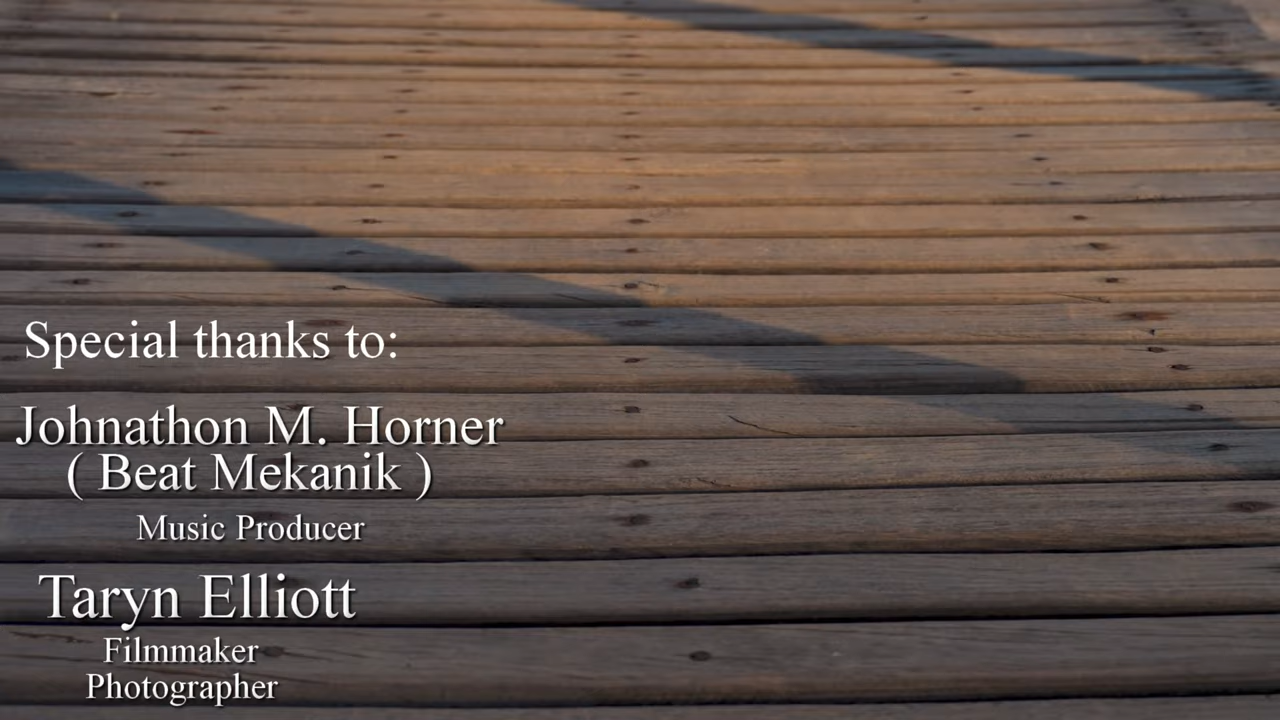 Special thanks to:
Johnathon M. Horner
( Beat Mekanik )
Music Producer
Taryn Elliott
Filmmaker
Photographer